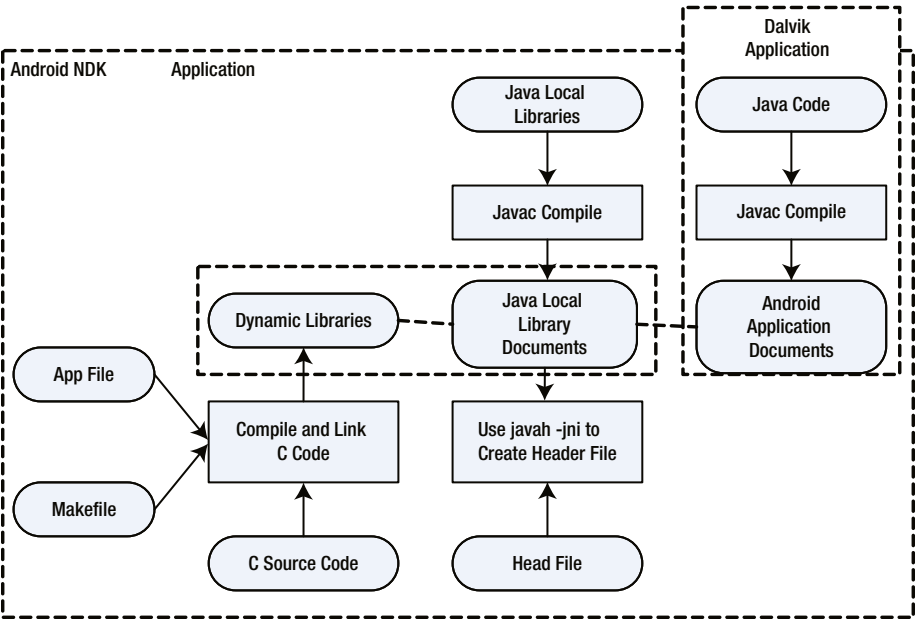 Dalvik
Application
Android NDK
Application
Java Local
Libraries
Java Code
Javac Compile
Javac Compile
Dynamic Libraries
Java Local
Library
Documents
Android
Application
Documents
App File
Compile and Link
C Code
Use javah -jni to
Create Header File
Makefile
C Source Code
Head File